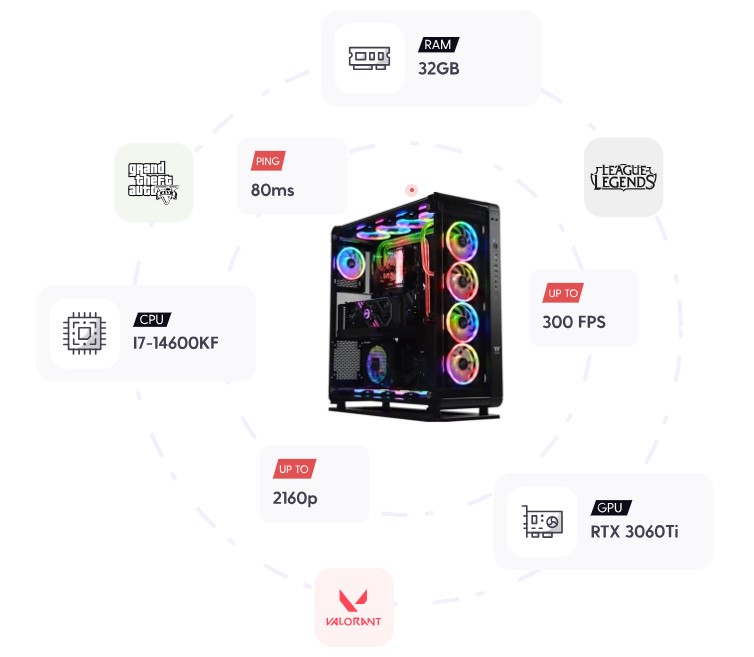 RAM
32GB
grand
theft
auto
V
PING
80ms
LEAGUE
LEGENDS
UP TO
300 FPS
CPU
I7-14600KF
UP TO
2160p
GPU
RTX 3060Ti
VALORANT